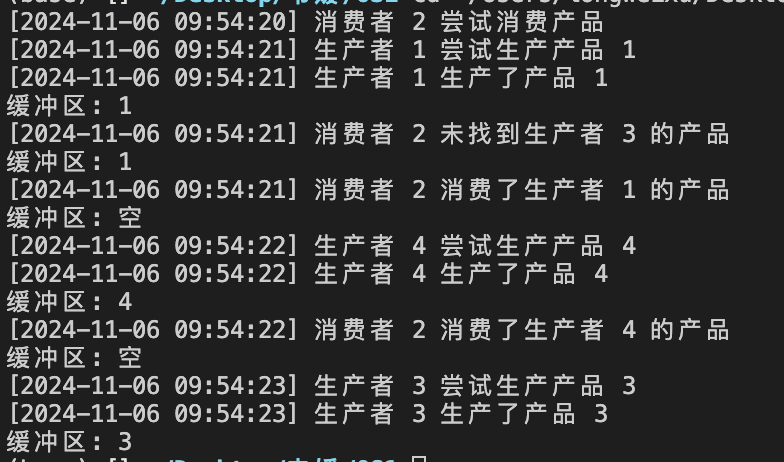 [2024-11-06 09:54:20] 消费者 2 尝试消费产品
[2024-11-06 09:54:21] 生产者 1 尝试生产产品 1
[2024-11-06 09:54:21] 生产者 1 生产了产品 1
缓冲区: 1
[2024-11-06 09:54:21] 消费者 2 未找到生产者 3 的产品
缓冲区: 1
[2024-11-06 09:54:21] 消费者 2 消费了生产者 1 的产品
缓冲区: 空
[2024-11-06 09:54:22] 生产者 4 尝试生产产品 4
[2024-11-06 09:54:22] 生产者 4 生产了产品 4
缓冲区: 4
[2024-11-06 09:54:22] 消费者 2 消费了生产者 4 的产品
缓冲区: 空
[2024-11-06 09:54:23] 生产者 3 尝试生产产品 3
[2024-11-06 09:54:23] 生产者 3 生产了产品 3
缓冲区: 3